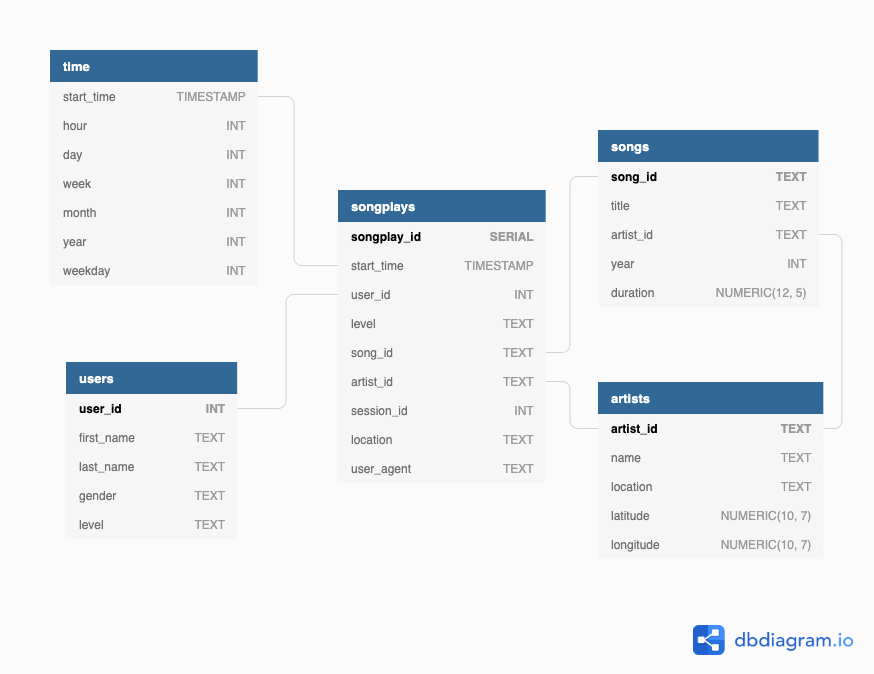 time
start_time TIMESTAMP
hour INT
day INT
week INT
month INT
year INT
weekday INT
users
user_id INT
first_name TEXT
last_name TEXT
gender TEXT
level TEXT
songplays
songplay_id SERIAL
start_time TIMESTAMP
user_id INT
level TEXT
song_id TEXT
artist_id TEXT
session_id INT
location TEXT
user_agent TEXT
songs
song_id TEXT
title TEXT
artist_id TEXT
year INT
duration NUMERIC(12, 5)
artists
artist_id TEXT
name TEXT
location TEXT
latitude NUMERIC(10, 7)
longitude NUMERIC(10, 7)
dbdiagram.io